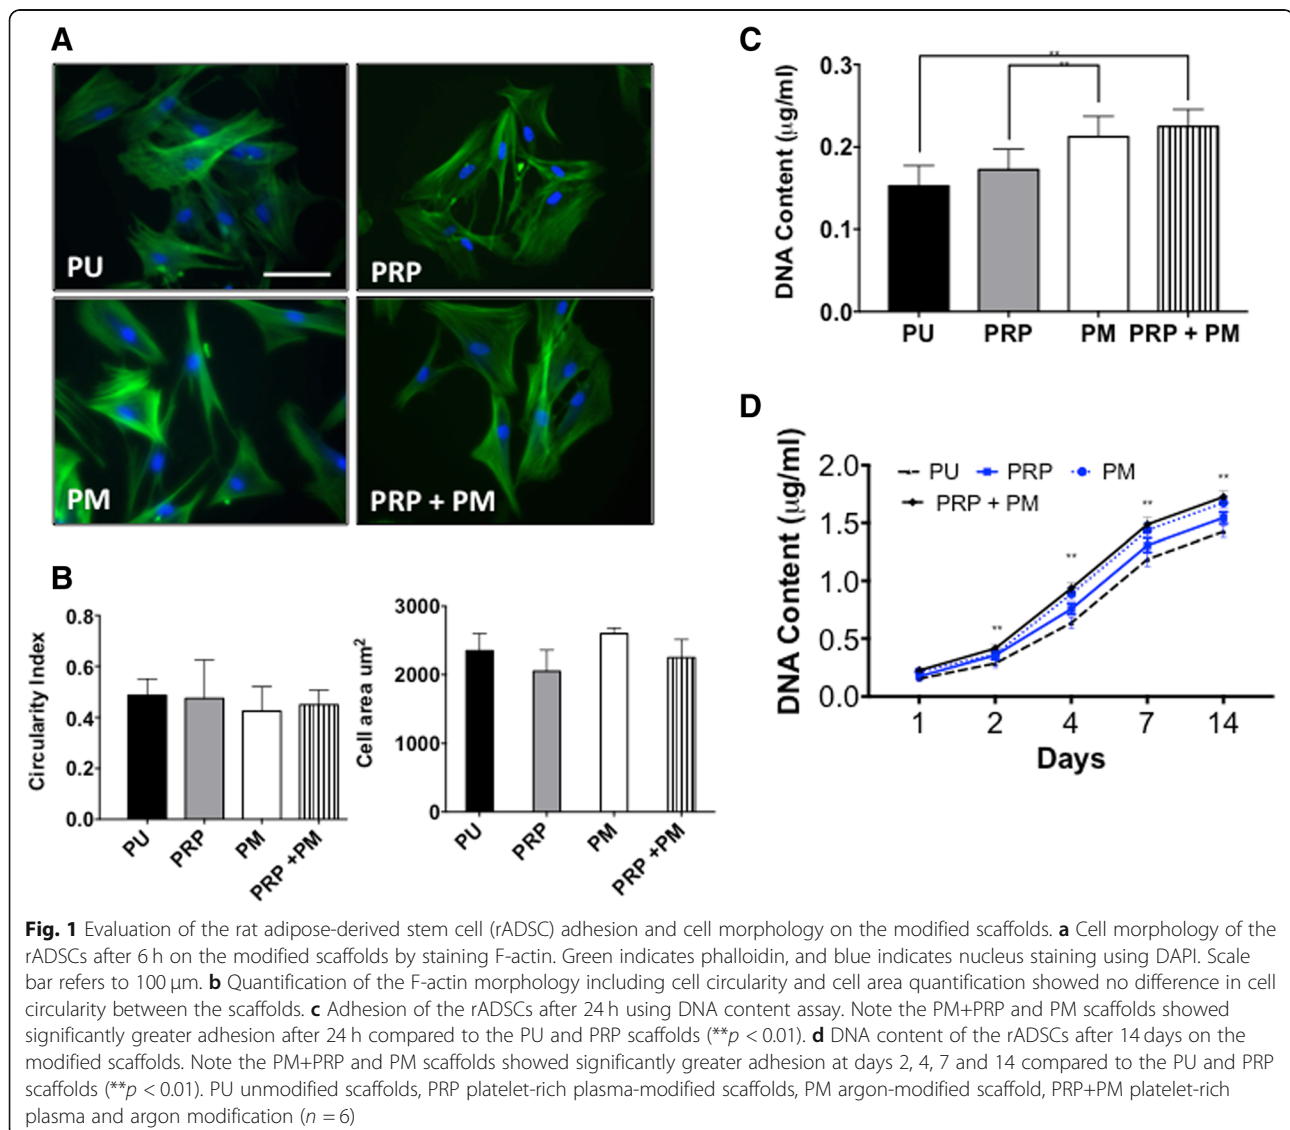 A
PU
PRP
PM
PRP + PM
B
Circularity Index
0.8
0.6
0.4
0.2
0.0
PU
PRP
PM
PRP +PM
Cell area um²
3000
2000
1000
0
PU
PRP
PM
PRP +PM
C
DNA Content (µg/ml)
0.3
0.2
0.1
0.0
**
**
PU
PRP
PM
PRP + PM
D
DNA Content (µg/ml)
2.0
1.5
1.0
0.5
0.0
PU
PRP
PM
PRP + PM
**
**
**
**
1
2
4
7
14
Days
Fig. 1 Evaluation of the rat adipose-derived stem cell (rADSC) adhesion and cell morphology on the modified scaffolds. a Cell morphology of the
rADSCs after 6 h on the modified scaffolds by staining F-actin. Green indicates phalloidin, and blue indicates nucleus staining using DAPI. Scale
bar refers to 100 µm. b Quantification of the F-actin morphology including cell circularity and cell area quantification showed no difference in cell
circularity between the scaffolds. c Adhesion of the rADSCs after 24 h using DNA content assay. Note the PM+PRP and PM scaffolds showed
significantly greater adhesion after 24 h compared to the PU and PRP scaffolds (**p < 0.01). d DNA content of the rADSCs after 14 days on the
modified scaffolds. Note the PM+PRP and PM scaffolds showed significantly greater adhesion at days 2, 4, 7 and 14 compared to the PU and PRP
scaffolds (**p < 0.01). PU unmodified scaffolds, PRP platelet-rich plasma-modified scaffolds, PM argon-modified scaffold, PRP+PM platelet-rich
plasma and argon modification (n = 6)